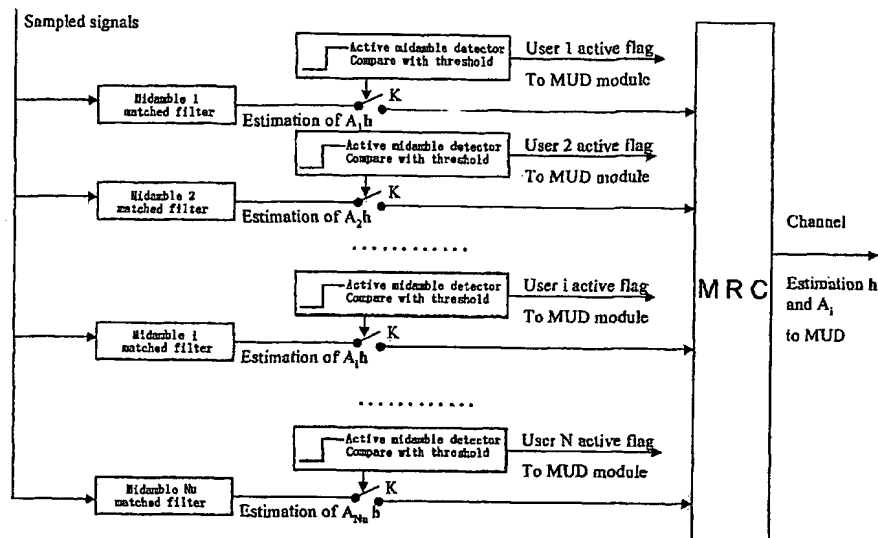 Sampled signals
Active midamble detector
Compare with threshold
User 1 active flag
To MUD module
Midamble 1
matched filter
Estimation of A₁h
K
Active midamble detector
Compare with threshold
User 2 active flag
To MUD module
Midamble 2
matched filter
Estimation of A₂h
K
Active midamble detector
Compare with threshold
User i active flag
To MUD module
Midamble i
matched filter
Estimation of Aᵢh
K
Active midamble detector
Compare with threshold
User N active flag
To MUD module
Midamble Nu
matched filter
Estimation of A_Nu h
K
MRC
Channel
Estimation h
and Aᵢ
to MUD